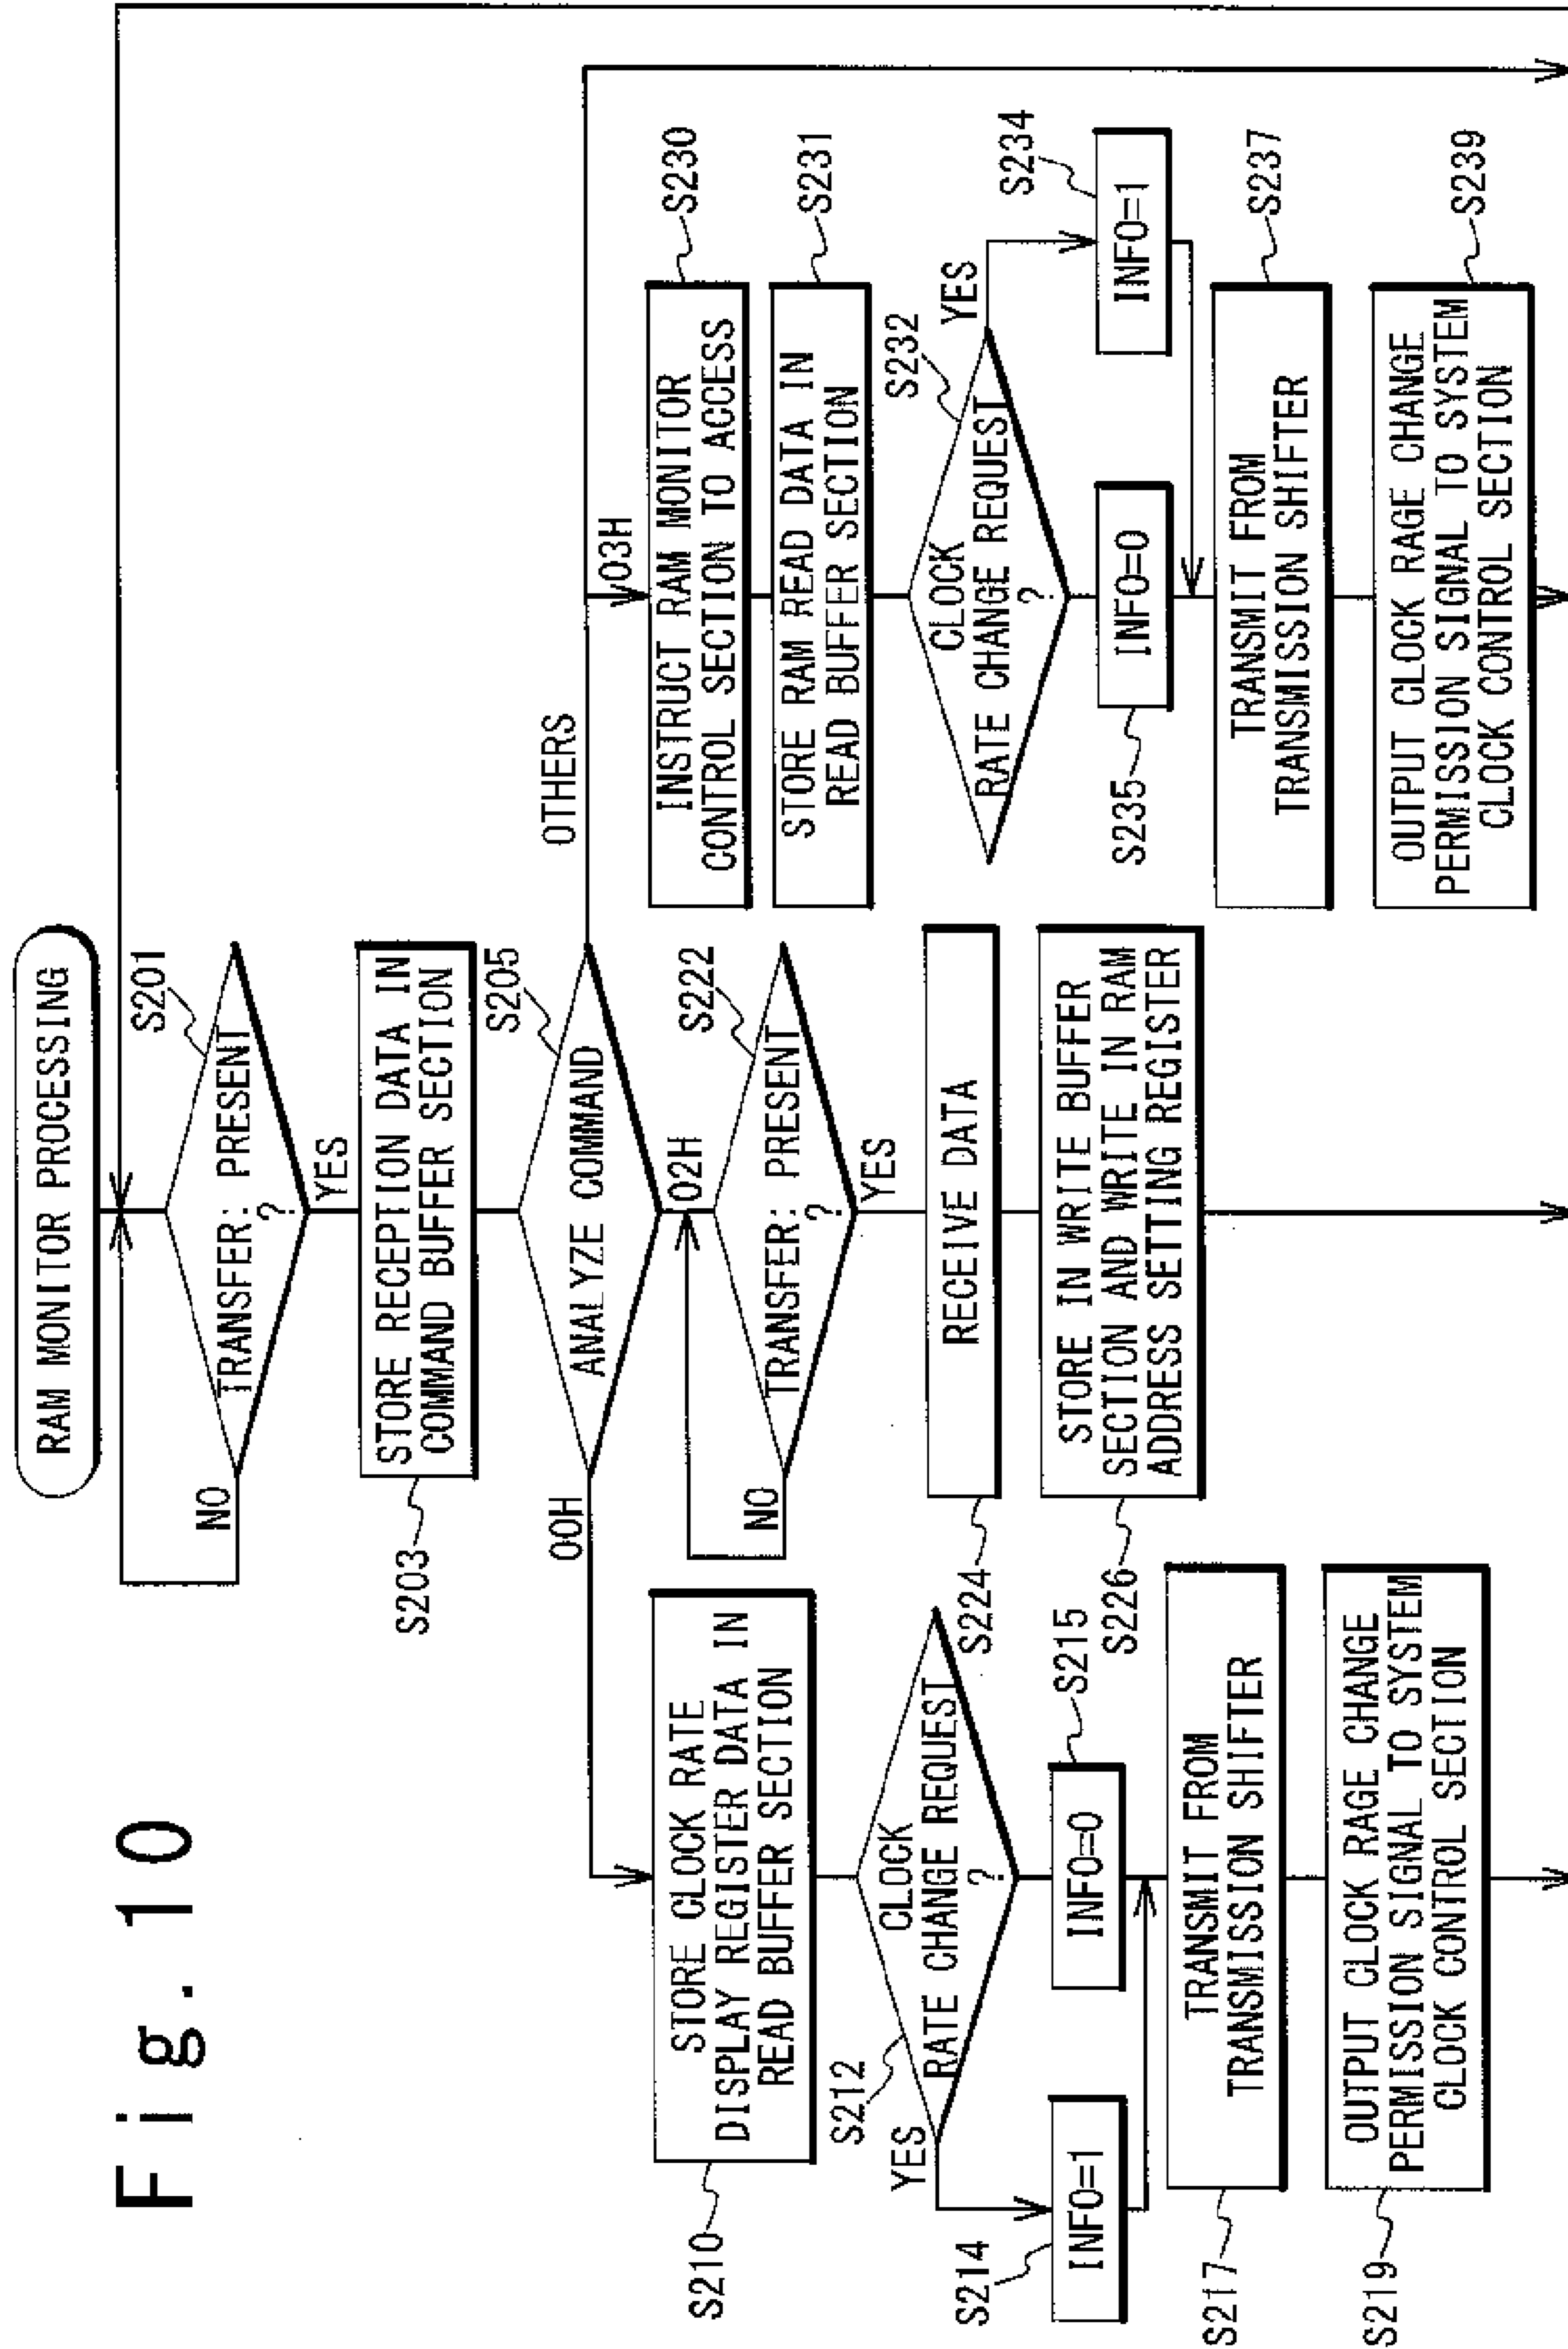 Fig. 10
RAM MONITOR PROCESSING
S201
TRANSFER: PRESENT
?
NO
YES
S203
STORE RECEPTION DATA IN
COMMAND BUFFER SECTION
S205
ANALYZE COMMAND
00H
02H
OTHERS
03H
S210
STORE CLOCK RATE
DISPLAY REGISTER DATA IN
READ BUFFER SECTION
S212
CLOCK
RATE CHANGE REQUEST
?
YES
S214
INFO=1
S215
INFO=0
S217
TRANSMIT FROM
TRANSMISSION SHIFTER
S219
OUTPUT CLOCK RAGE CHANGE
PERMISSION SIGNAL TO SYSTEM
CLOCK CONTROL SECTION
S222
TRANSFER: PRESENT
?
NO
YES
S224
RECEIVE DATA
S226
STORE IN WRITE BUFFER
SECTION AND WRITE IN RAM
ADDRESS SETTING REGISTER
S230
INSTRUCT RAM MONITOR
CONTROL SECTION TO ACCESS
S231
STORE RAM READ DATA IN
READ BUFFER SECTION
S232
CLOCK
RATE CHANGE REQUEST
?
YES
S234
INFO=1
S235
INFO=0
S237
TRANSMIT FROM
TRANSMISSION SHIFTER
S239
OUTPUT CLOCK RAGE CHANGE
PERMISSION SIGNAL TO SYSTEM
CLOCK CONTROL SECTION